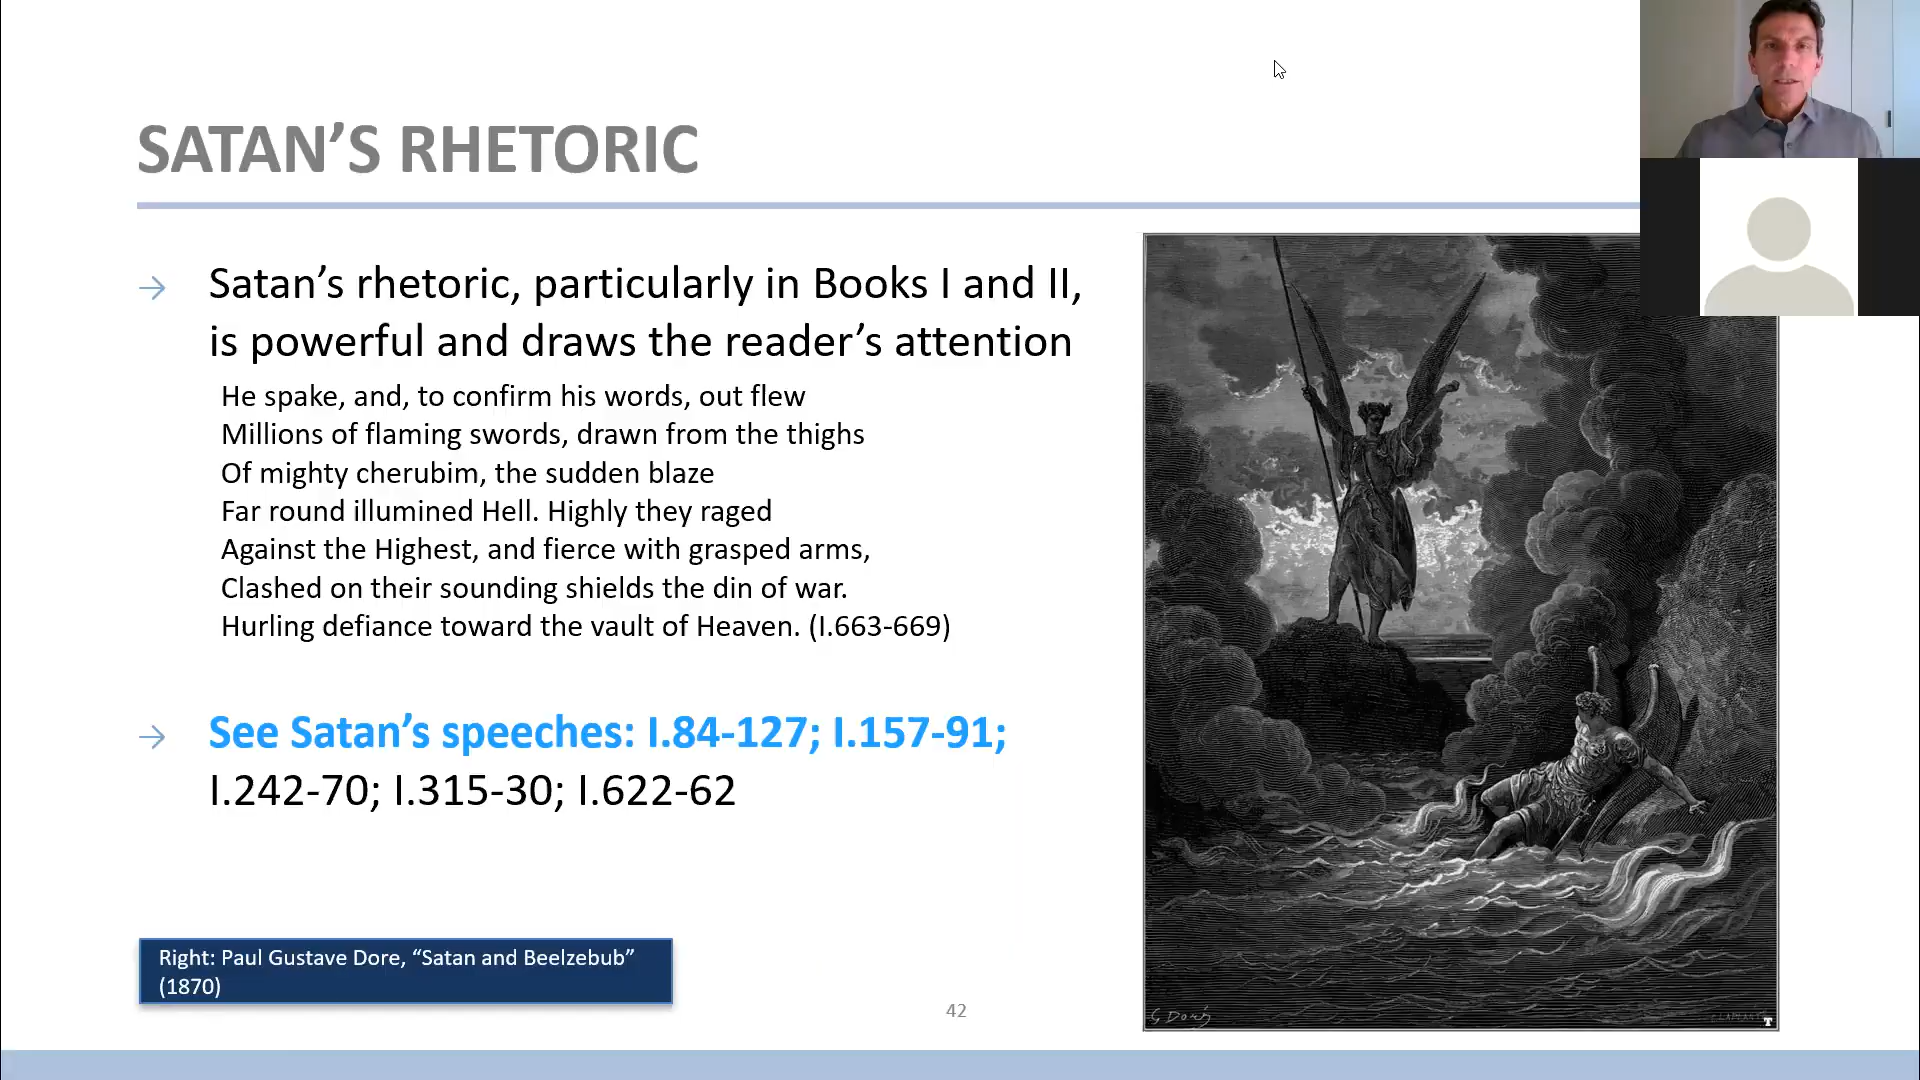 SATAN’S RHETORIC
Satan’s rhetoric, particularly in Books I and II,
is powerful and draws the reader’s attention
He spake, and, to confirm his words, out flew
Millions of flaming swords, drawn from the thighs
Of mighty cherubim, the sudden blaze
Far round illumined Hell. Highly they raged
Against the Highest, and fierce with grasped arms,
Clashed on their sounding shields the din of war.
Hurling defiance toward the vault of Heaven. (I.663-669)
See Satan’s speeches: I.84-127; I.157-91;
I.242-70; I.315-30; I.622-62
Right: Paul Gustave Dore, “Satan and Beelzebub”
(1870)
42
G Doré
T